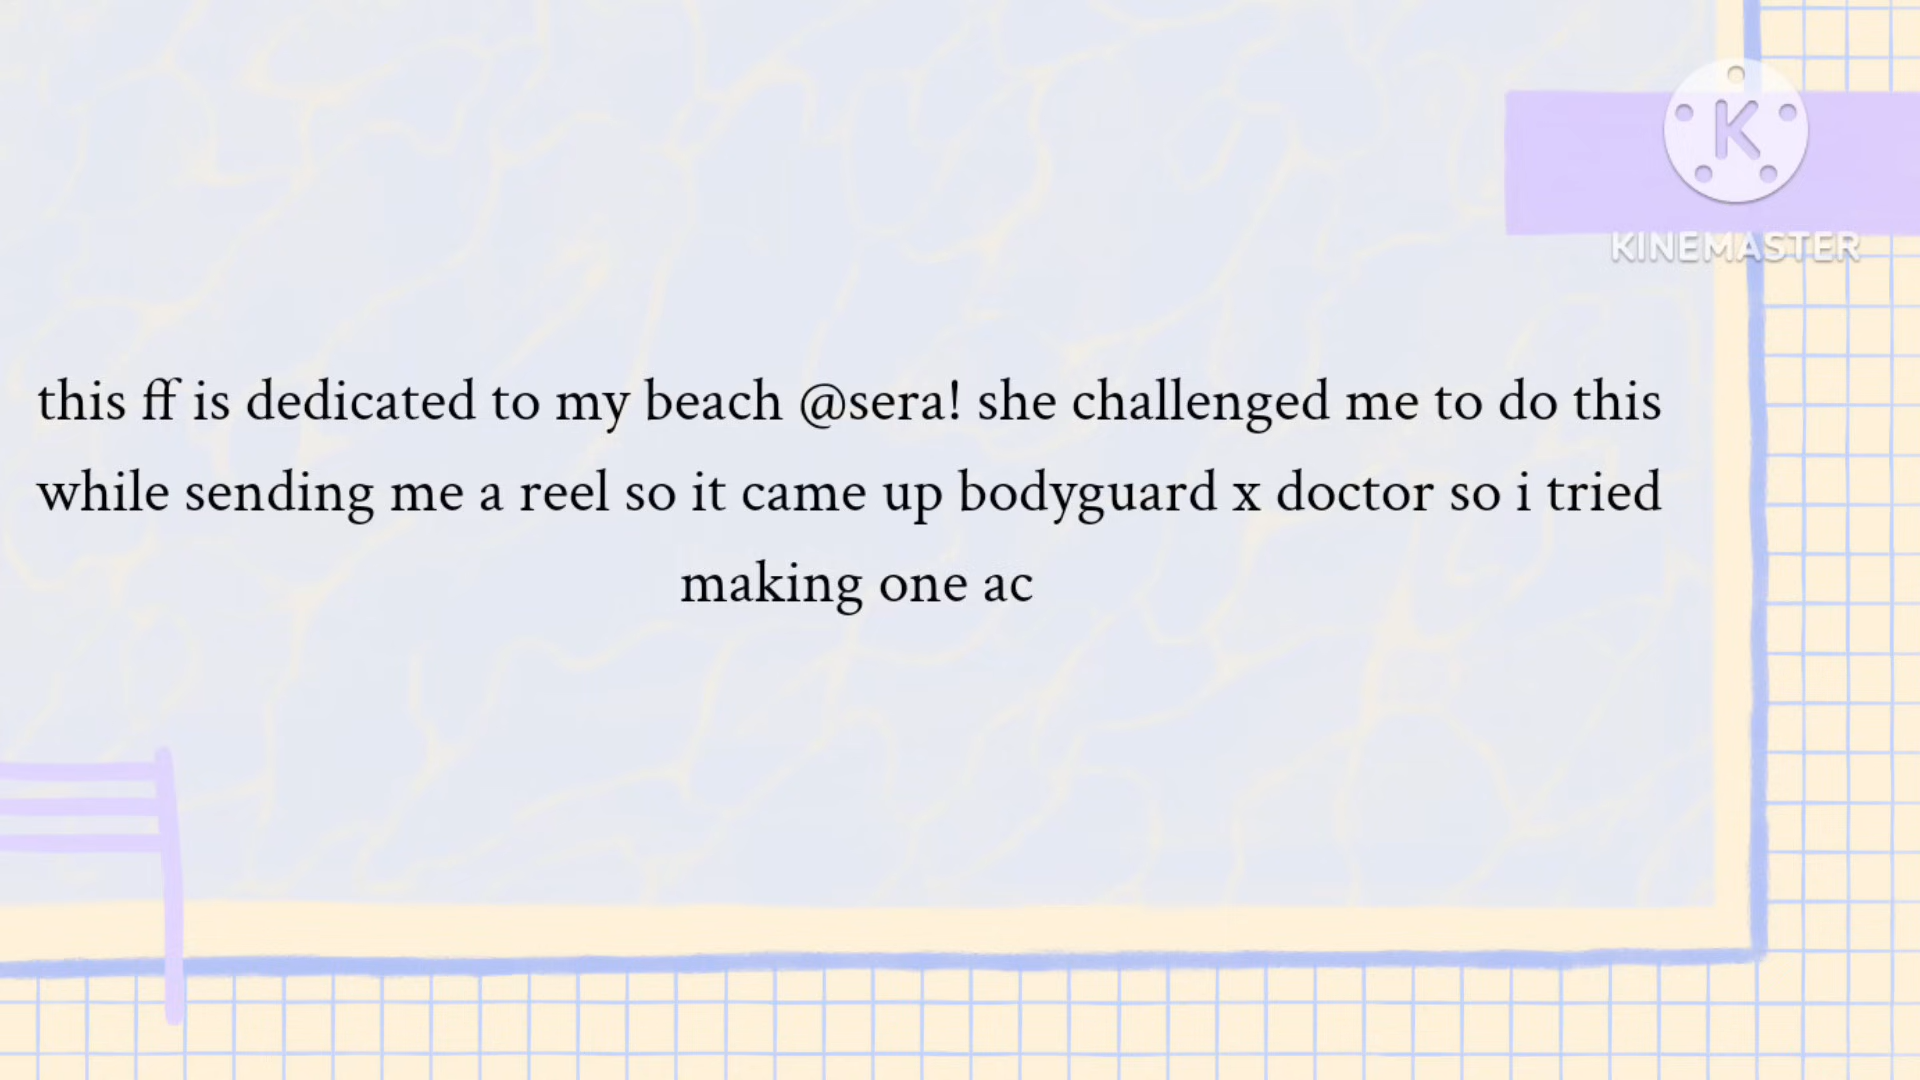 K
KINEMASTER
this ff is dedicated to my beach @sera! she challenged me to do this
while sending me a reel so it came up bodyguard x doctor so i tried
making one ac